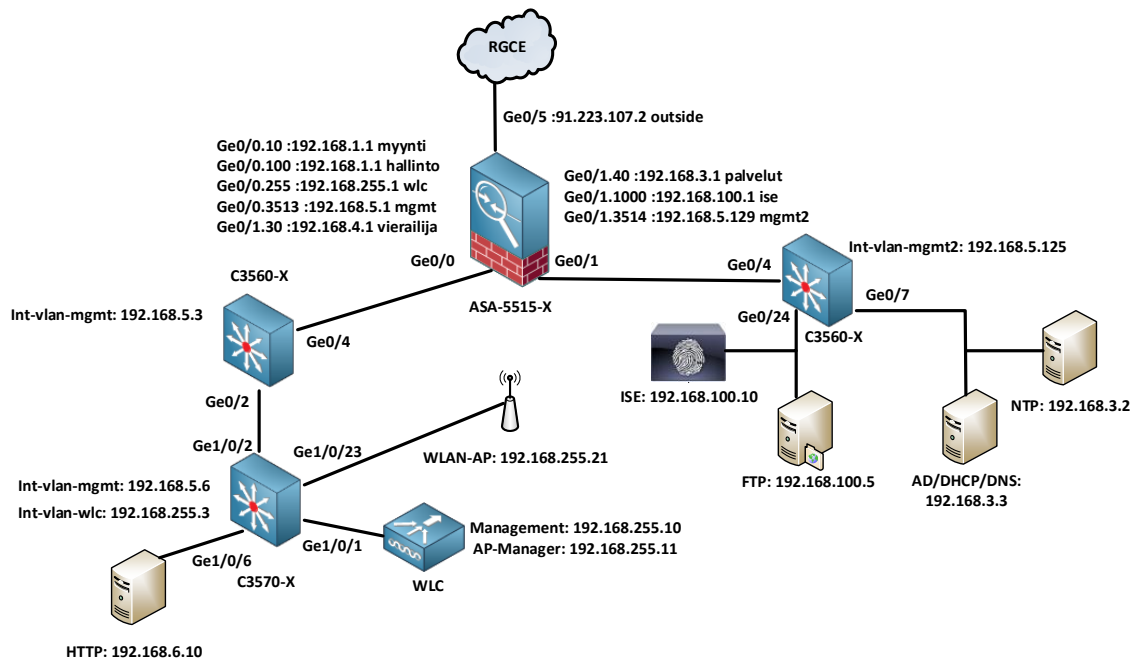 RGCE
Ge0/5 :91.223.107.2 outside
Ge0/0.10 :192.168.1.1 myynti
Ge0/0.100 :192.168.1.1 hallinto
Ge0/0.255 :192.168.255.1 wlc
Ge0/0.3513 :192.168.5.1 mgmt
Ge0/1.30 :192.168.4.1 vierailija
Ge0/1.40 :192.168.3.1 palvelut
Ge0/1.1000 :192.168.100.1 ise
Ge0/1.3514 :192.168.5.129 mgmt2
Ge0/0
Ge0/1
ASA-5515-X
Int-vlan-mgmt2: 192.168.5.125
Ge0/4
Ge0/7
Ge0/24
C3560-X
C3560-X
Int-vlan-mgmt: 192.168.5.3
Ge0/4
Ge0/2
ISE: 192.168.100.10
FTP: 192.168.100.5
NTP: 192.168.3.2
AD/DHCP/DNS:
192.168.3.3
Ge1/0/2
Ge1/0/23
WLAN-AP: 192.168.255.21
Int-vlan-mgmt: 192.168.5.6
Int-vlan-wlc: 192.168.255.3
Ge1/0/6
Ge1/0/1
C3570-X
Management: 192.168.255.10
AP-Manager: 192.168.255.11
WLC
HTTP: 192.168.6.10